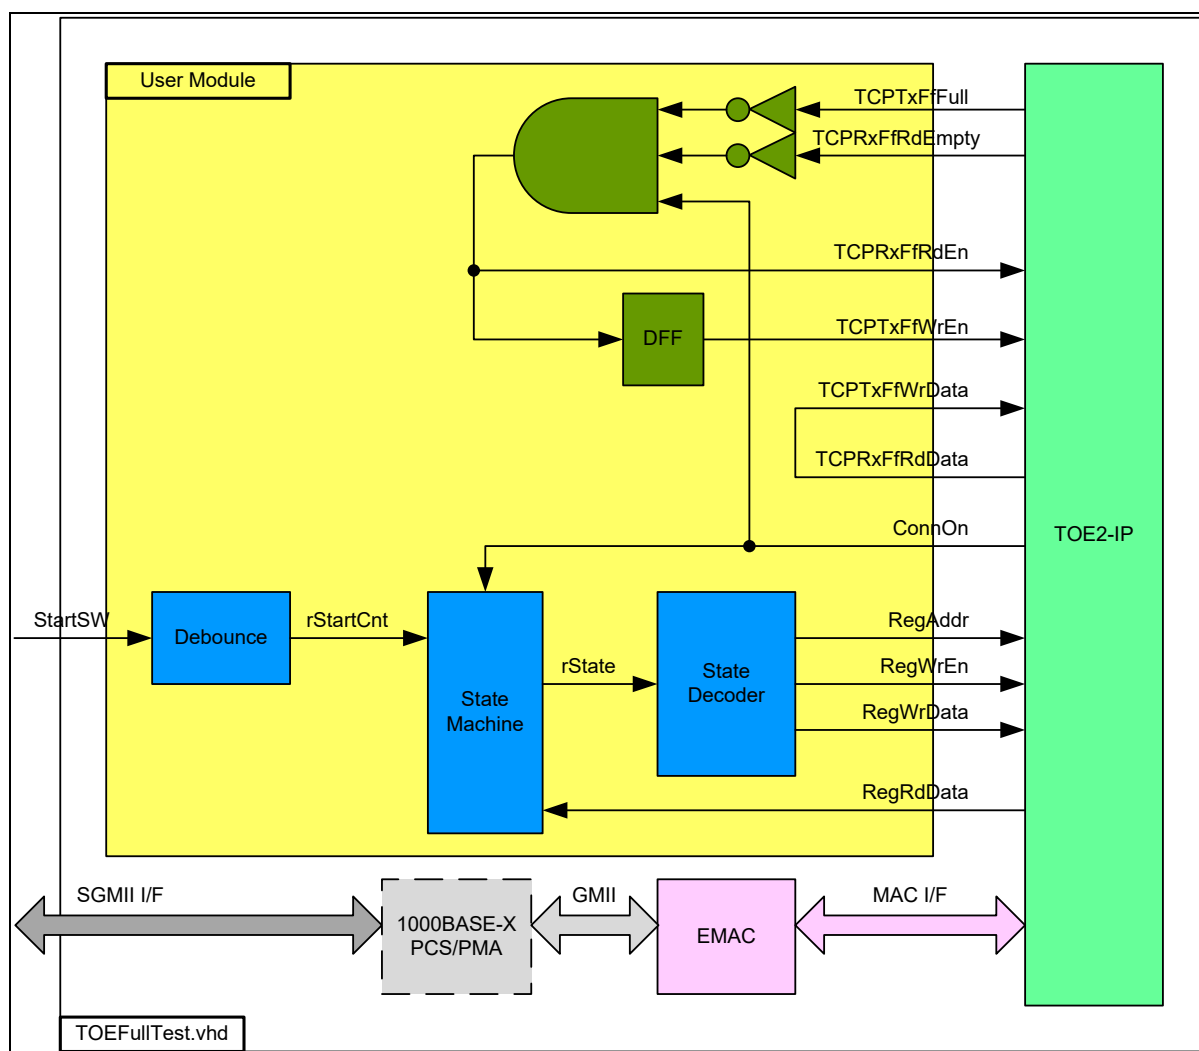 User Module
TCPTxFfFull
TCPRxFfRdEmpty
TCPRxFfRdEn
DFF
TCPTxFfWrEn
TCPTxFfWrData
TCPRxFfRdData
ConnOn
TOE2-IP
StartSW
Debounce
rStartCnt
State
Machine
rState
State
Decoder
RegAddr
RegWrEn
RegWrData
RegRdData
SGMII I/F
1000BASE-X
PCS/PMA
GMII
EMAC
MAC I/F
TOEFullTest.vhd